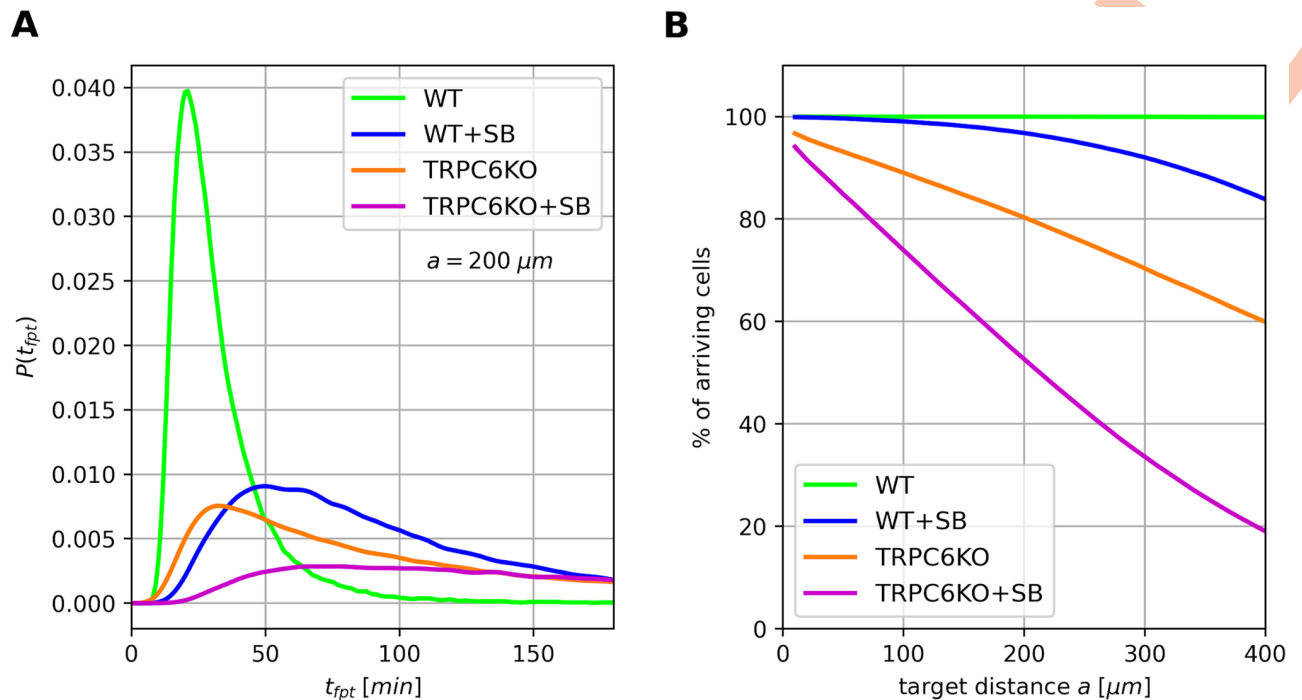 A
0.040
0.035
0.030
0.025
0.020
0.015
0.010
0.005
0.000
P(t_fpt)
WT
WT+SB
TRPC6KO
TRPC6KO+SB
a = 200 μm
0 50 100 150
t_fpt [min]
B
100
80
60
40
20
0
% of arriving cells
WT
WT+SB
TRPC6KO
TRPC6KO+SB
0 100 200 300 400
target distance a [μm]